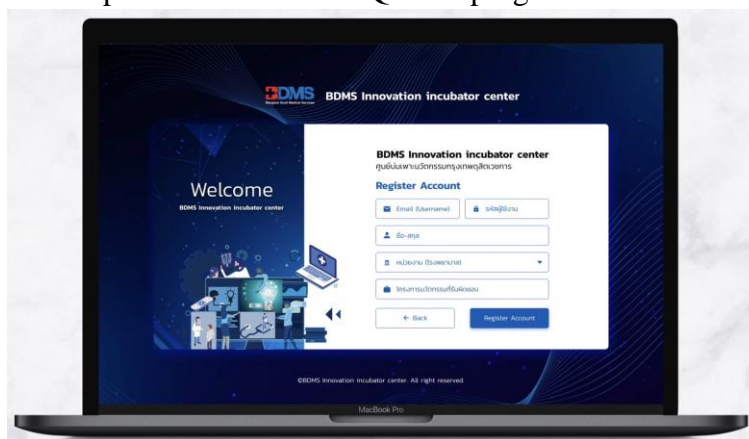 BDMS
BDMS Innovation incubator center
Welcome
BDMS innovation incubator center
BDMS Innovation incubator center
ศูนย์บ่มเพาะนวัตกรรมกรุงเทพดุสิตเวชการ
Register Account
Email (Username)
รหัสผู้ใช้งาน
ชื่อ-สกุล
หน่วยงาน (โรงพยาบาล)
โครงการนวัตกรรมที่รับผิดชอบ
← Back
Register Account
©BDMS Innovation incubator center. All right reserved.
MacBook Pro